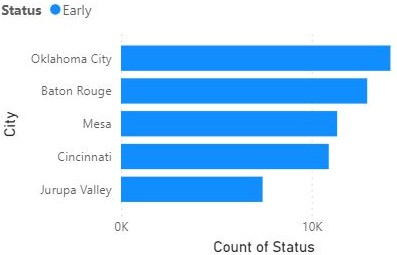 Status Early
Oklahoma City
Baton Rouge
Mesa
Cincinnati
Jurupa Valley
City
0K 10K
Count of Status